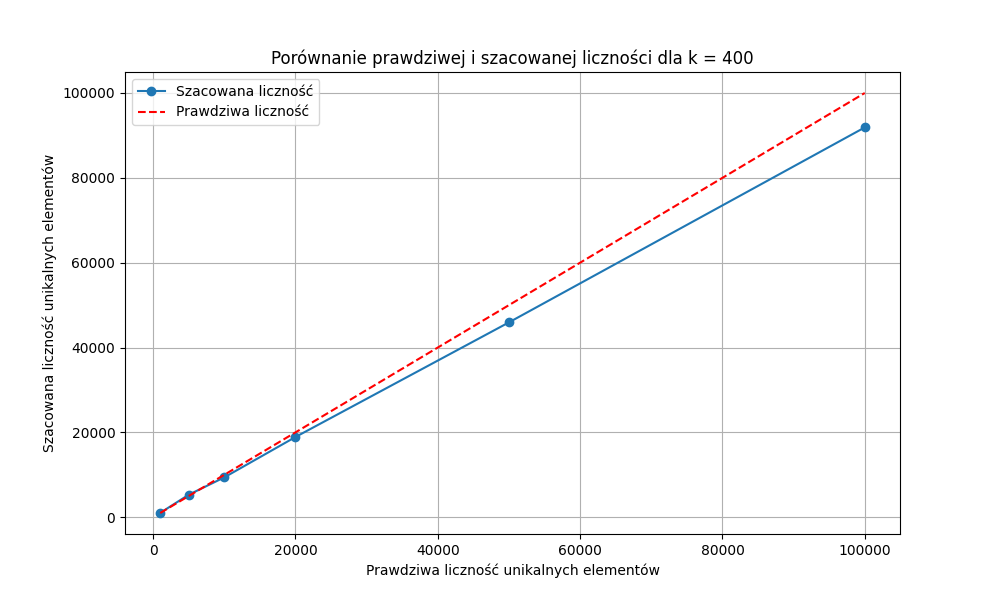 Porównanie prawdziwej i szacowanej liczności dla k = 400
Szacowana liczność
Prawdziwa liczność
Szacowana liczność unikalnych elementów
100000
80000
60000
40000
20000
0
0 20000 40000 60000 80000 100000
Prawdziwa liczność unikalnych elementów